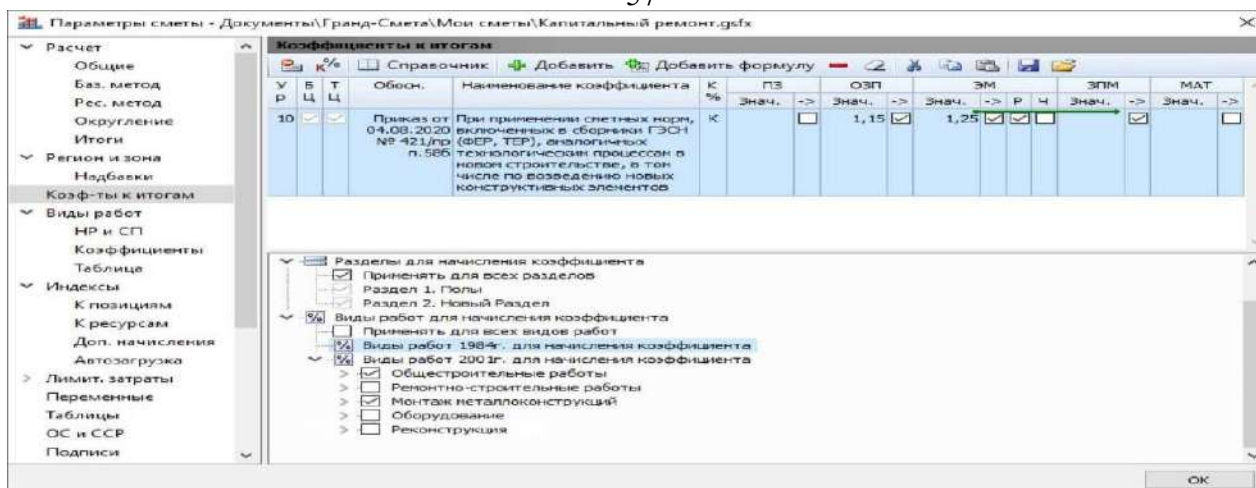 Параметры сметы - Документы\Гранд-Смета\Мои сметы\Капитальный ремонт.gsfx
Расчет
Общие
Баз. метод
Рес. метод
Округление
Итоги
Регион и зона
Надбавки
Коэф-ты к итогам
Виды работ
НР и СП
Коэффициенты
Таблица
Индексы
К позициям
К ресурсам
Доп. начисления
Автозагрузка
Лимит. затраты
Переменные
Таблицы
ОС и ССР
Подписи
Коэффициенты к итогам
К% Справочник Добавить Добавить формулу
У Р Б Ц Т Ц Обосн. Наименование коэффициента К % ПЗ ОЗП ЭМ ЗПМ МАТ
Знач. -> Знач. -> Знач. -> Р Ч Знач. -> Знач. ->
10 Приказ от При применении сметных норм, К 1,15 1,25
04.08.2020 включенных в сборники ГЭСН
№ 421/пр (ФЕР, ТЕР), аналогичных
п.58б технологическим процессам в
новом строительстве, в том
числе по возведению новых
конструктивных элементов
Разделы для начисления коэффициента
Применять для всех разделов
Раздел 1. Полы
Раздел 2. Новый Раздел
Виды работ для начисления коэффициента
Применять для всех видов работ
Виды работ 1984г. для начисления коэффициента
Виды работ 2001г. для начисления коэффициента
Общестроительные работы
Ремонтно-строительные работы
Монтаж металлоконструкций
Оборудование
Реконструкция
ОК